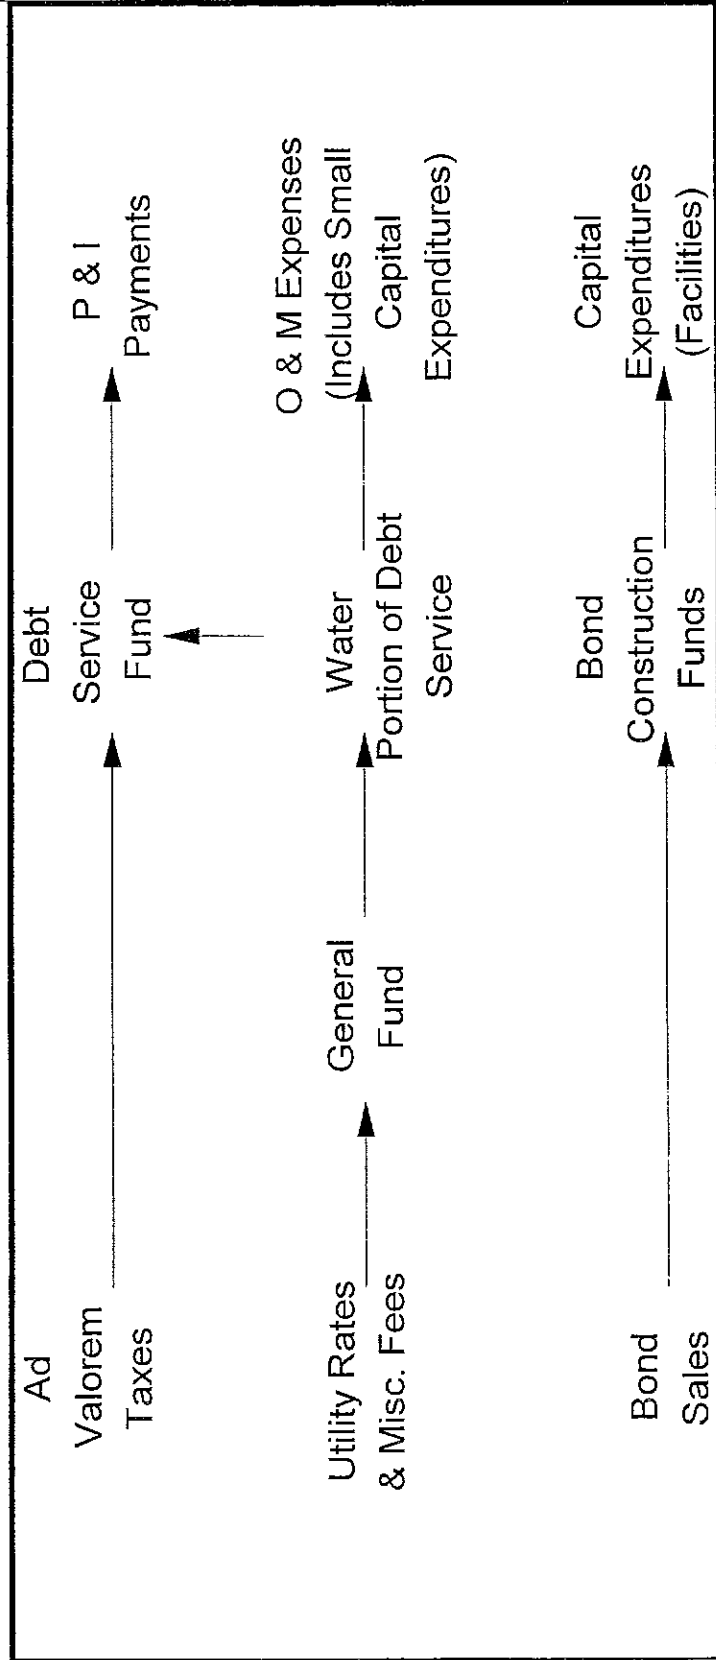 Ad
Valorem
Taxes
Debt
Service
Fund
P & I
Payments
Utility Rates
& Misc. Fees
General
Fund
Water
Portion of Debt
Service
O & M Expenses
(Includes Small
Capital
Expenditures)
Bond
Sales
Bond
Construction
Funds
Capital
Expenditures
(Facilities)